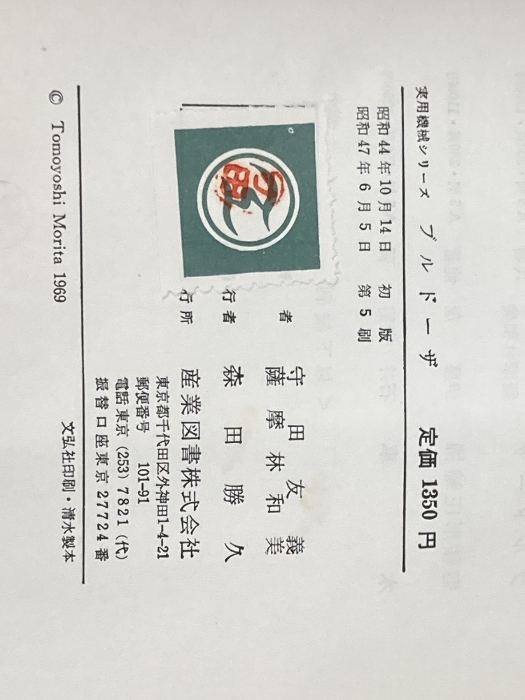 実用機械シリーズ ブルドーザ 定価 1350 円
昭和 44 年 10 月 14 日 初版
昭和 47 年 6 月 5 日 第 5 刷
者 守田友義
薩摩林和美
行者 森田勝久
行所 産業図書株式会社
東京都千代田区外神田1-4-21
郵便番号 101-91
電話東京 (253) 7821 (代)
振替口座東京 27724 番
文弘社印刷・清水製本
© Tomoyoshi Morita 1969